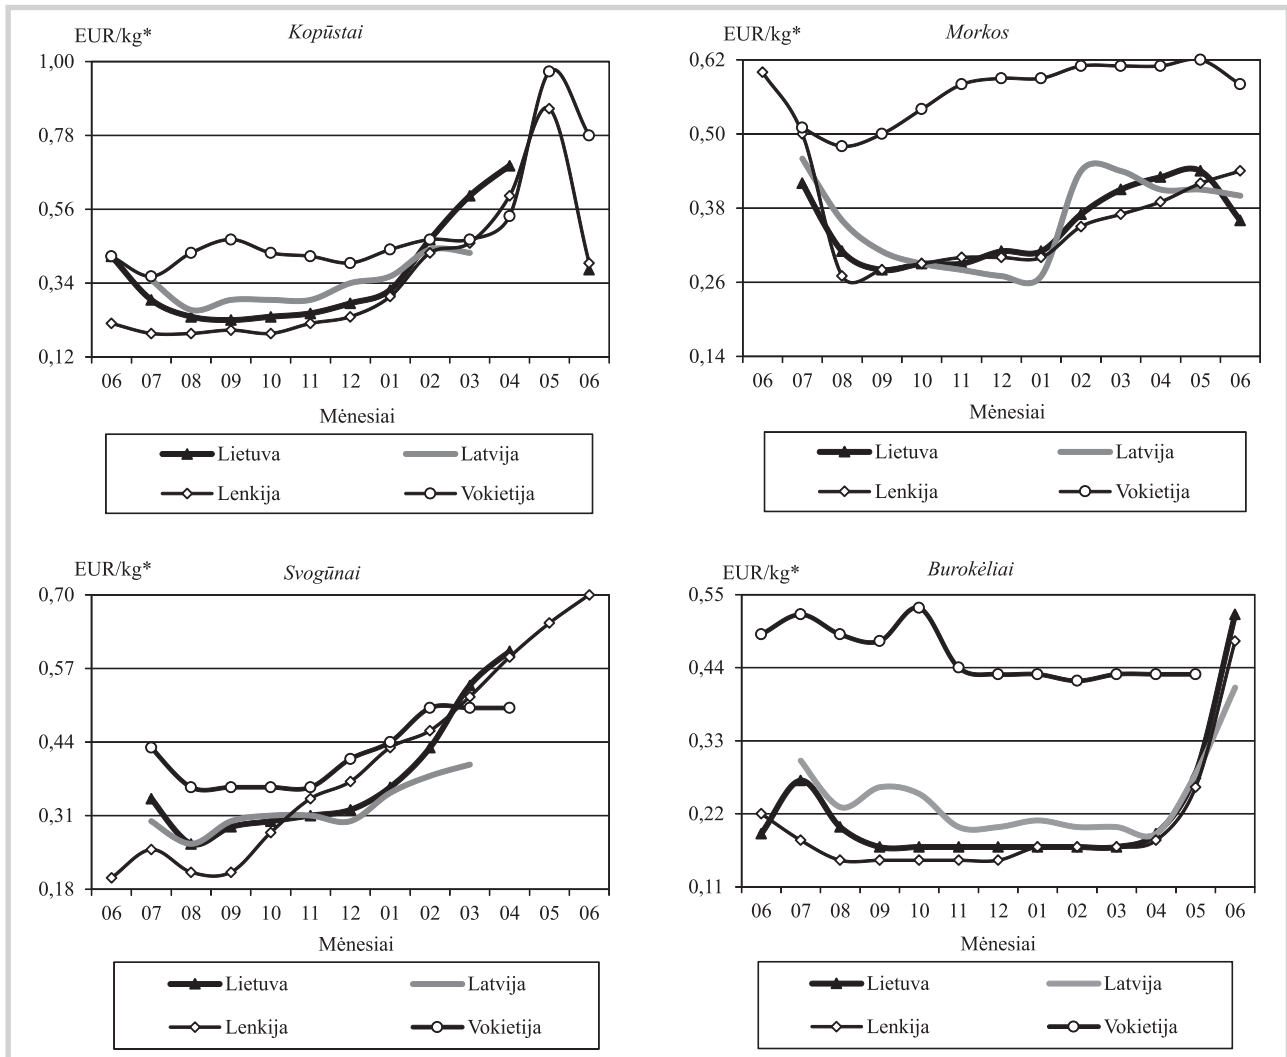 EUR/kg*
Kopūstai
1,00
0,78
0,56
0,34
0,12
06 07 08 09 10 11 12 01 02 03 04 05 06
Mėnesiai
Lietuva Latvija
Lenkija Vokietija
EUR/kg*
Morkos
0,62
0,50
0,38
0,26
0,14
06 07 08 09 10 11 12 01 02 03 04 05 06
Mėnesiai
Lietuva Latvija
Lenkija Vokietija
EUR/kg*
Svogūnai
0,70
0,57
0,44
0,31
0,18
06 07 08 09 10 11 12 01 02 03 04 05 06
Mėnesiai
Lietuva Latvija
Lenkija Vokietija
EUR/kg*
Burokėliai
0,55
0,44
0,33
0,22
0,11
06 07 08 09 10 11 12 01 02 03 04 05 06
Mėnesiai
Lietuva Latvija
Lenkija Vokietija